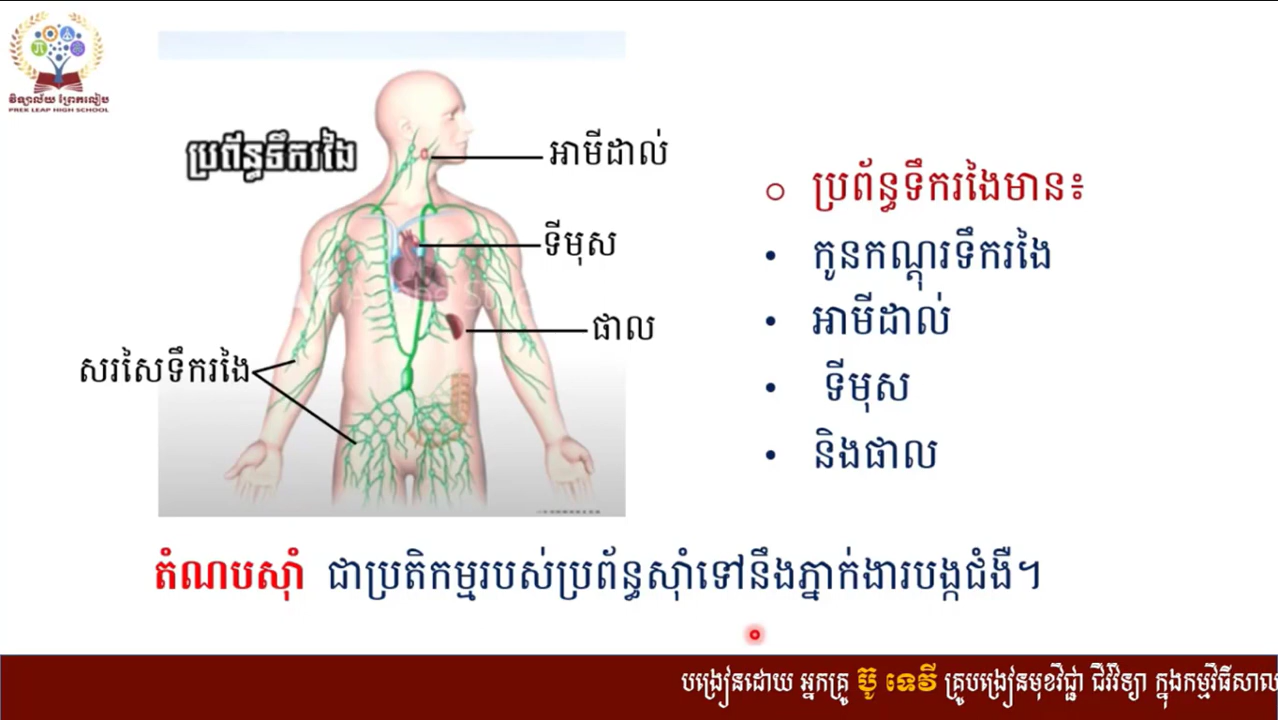 វិទ្យាល័យ ព្រែកលៀប
PREK LEAP HIGH SCHOOL
ប្រព័ន្ធទឹករងៃ
អាមីដាល់
ទីមុស
ផាល
សរសៃទឹករងៃ
ប្រព័ន្ធទឹករងៃមាន៖
កូនកណ្ដុរទឹករងៃ
អាមីដាល់
ទីមុស
និងផាល
តំណបស៊ាំ ជាប្រតិកម្មរបស់ប្រព័ន្ធស៊ាំទៅនឹងភ្នាក់ងារបង្កជំងឺ។
បង្រៀនដោយ អ្នកគ្រូ ប៊ូ ទេវី គ្រូបង្រៀនមុខវិជ្ជា ជីវវិទ្យា ក្នុងកម្មវិធីសាល